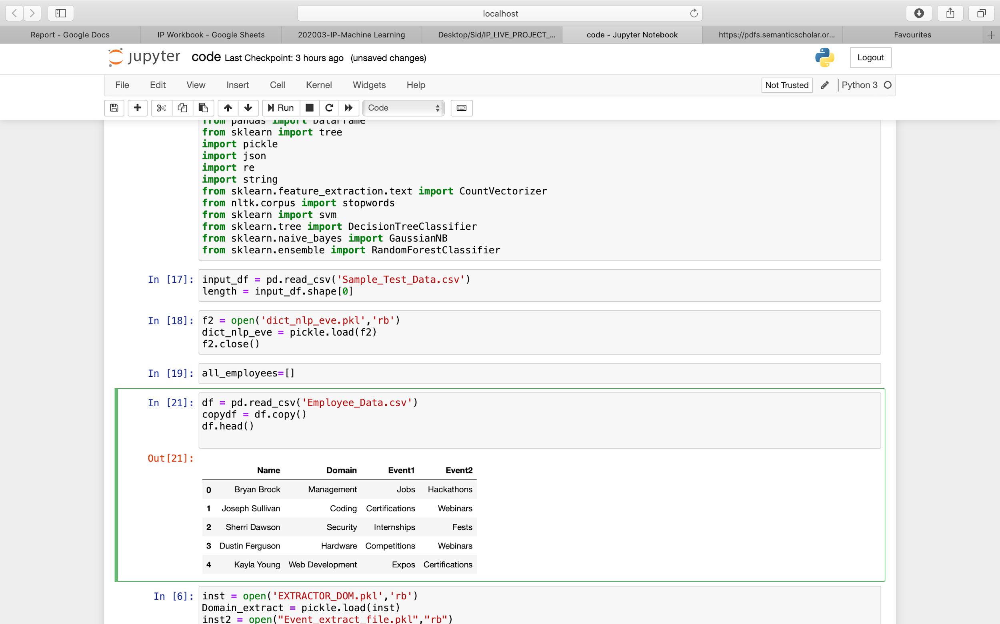 localhost
Report - Google Docs
IP Workbook - Google Sheets
202003-IP-Machine Learning
Desktop/Sid/IP_LIVE_PROJECT_...
code - Jupyter Notebook
https://pdfs.semanticscholar.or...
Favourites
jupyter code Last Checkpoint: 3 hours ago (unsaved changes)
Logout
File Edit View Insert Cell Kernel Widgets Help
Not Trusted
Python 3
Run
Code
from pandas import DataFrame
from sklearn import tree
import pickle
import json
import re
import string
from sklearn.feature_extraction.text import CountVectorizer
from nltk.corpus import stopwords
from sklearn import svm
from sklearn.tree import DecisionTreeClassifier
from sklearn.naive_bayes import GaussianNB
from sklearn.ensemble import RandomForestClassifier
In [17]: input_df = pd.read_csv('Sample_Test_Data.csv')
length = input_df.shape[0]
In [18]: f2 = open('dict_nlp_eve.pkl','rb')
dict_nlp_eve = pickle.load(f2)
f2.close()
In [19]: all_employees=[]
In [21]: df = pd.read_csv('Employee_Data.csv')
copydf = df.copy()
df.head()
Out[21]:
Name Domain Event1 Event2
0 Bryan Brock Management Jobs Hackathons
1 Joseph Sullivan Coding Certifications Webinars
2 Sherri Dawson Security Internships Fests
3 Dustin Ferguson Hardware Competitions Webinars
4 Kayla Young Web Development Expos Certifications
In [6]: inst = open('EXTRACTOR_DOM.pkl','rb')
Domain_extract = pickle.load(inst)
inst2 = open("Event_extract_file.pkl","rb")